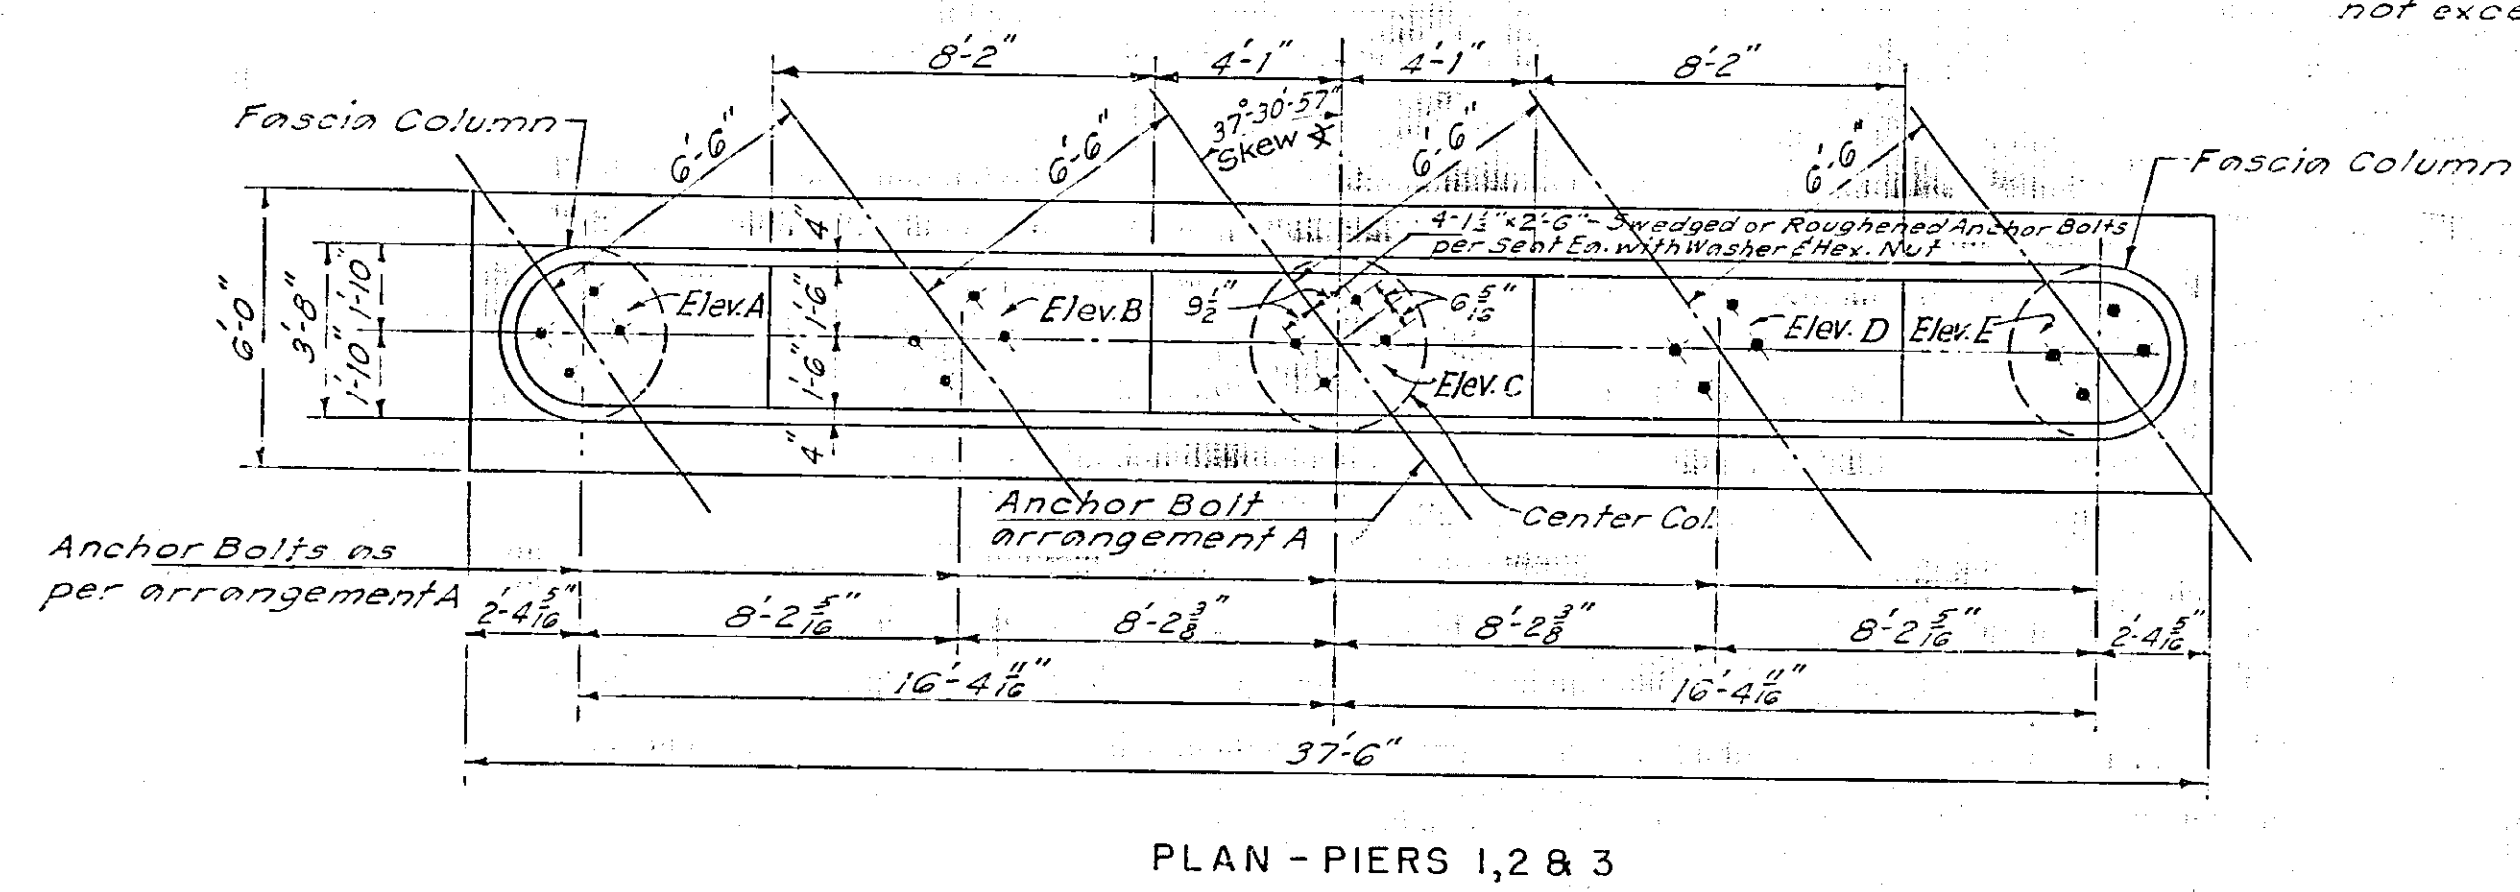 not exce
8'-2" 4'-1" 4'-1" 8'-2"
37°-30'-57"
Skew ∡
Fascia Column
6'-6" 6'-6" 6'-6" 6'-6"
Fascia Column
4-1½"x2'-6"-Swedged or Roughened Anchor Bolts
per Seat Ea. with Washer & Hex. Nut
6'-0" 3'-8" 1'-10" 1'-10"
4" 1'-6" 1'-6" 4"
9½"
Elev. A Elev. B Elev. C Elev. D Elev. E
Anchor Bolt
arrangement A
Center Col.
Anchor Bolts as
per arrangement A
2'-4 5/16" 8'-2 5/16" 8'-2 3/8" 8'-2 3/8" 8'-2 5/16" 2'-4 5/16"
16'-4 11/16" 16'-4 11/16"
37'-6"
PLAN - PIERS 1,2 & 3